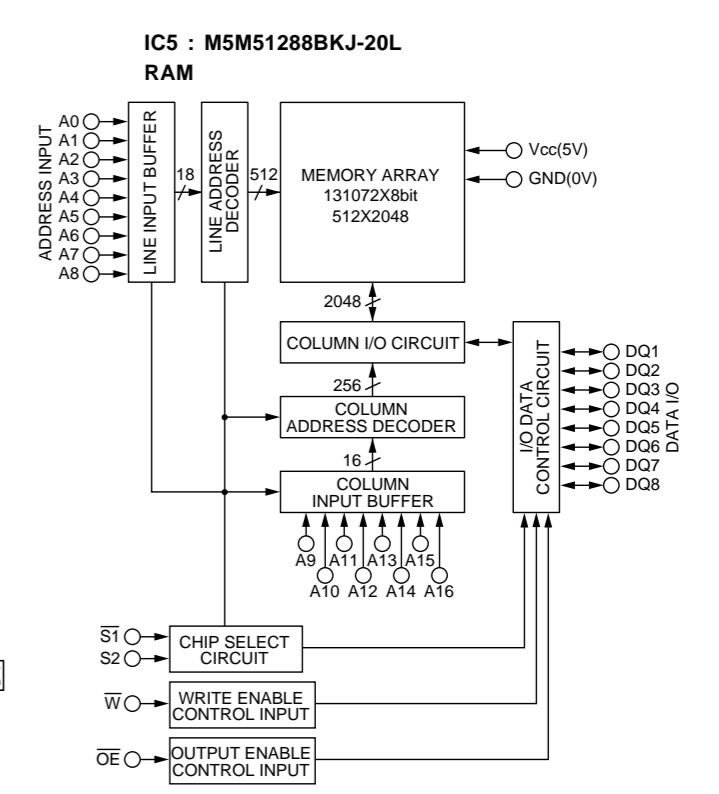 IC5 : M5M51288BKJ-20L
RAM
ADDRESS INPUT
A0
A1
A2
A3
A4
A5
A6
A7
A8
LINE INPUT BUFFER
18
LINE ADDRESS
DECODER
512
MEMORY ARRAY
131072X8bit
512X2048
Vcc(5V)
GND(0V)
2048
COLUMN I/O CIRCUIT
256
COLUMN
ADDRESS DECODER
16
COLUMN
INPUT BUFFER
A9
A10
A11
A12
A13
A14
A15
A16
I/O DATA
CONTROL CIRCUIT
DQ1
DQ2
DQ3
DQ4
DQ5
DQ6
DQ7
DQ8
DATA I/O
S1
S2
CHIP SELECT
CIRCUIT
W
WRITE ENABLE
CONTROL INPUT
OE
OUTPUT ENABLE
CONTROL INPUT